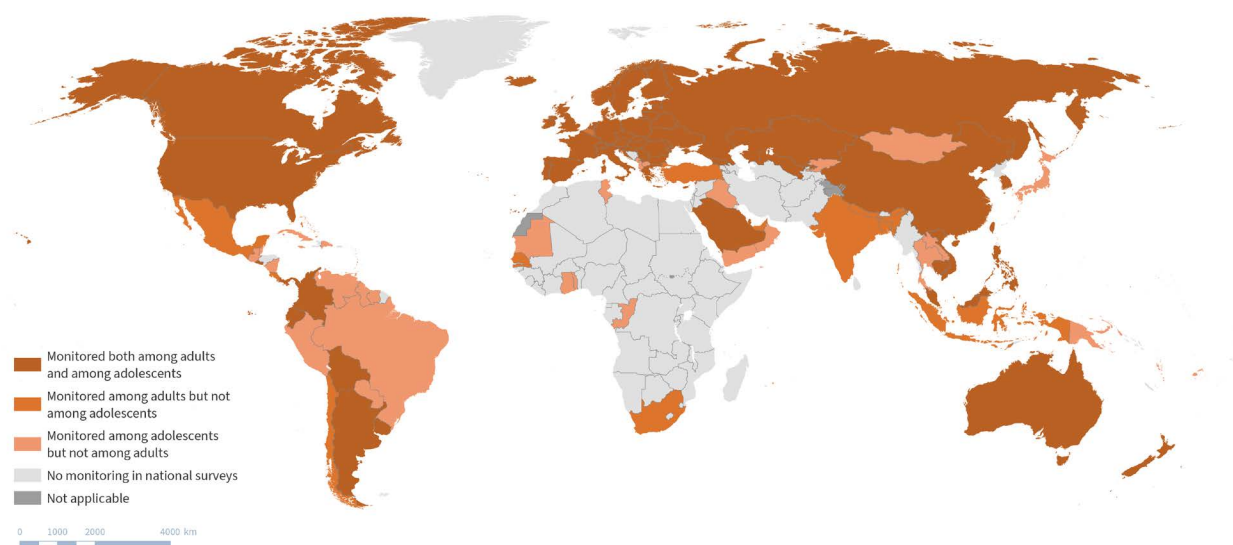 Monitored both among adults
and among adolescents
Monitored among adults but not
among adolescents
Monitored among adolescents
but not among adults
No monitoring in national surveys
Not applicable
0 1000 2000 4000 km